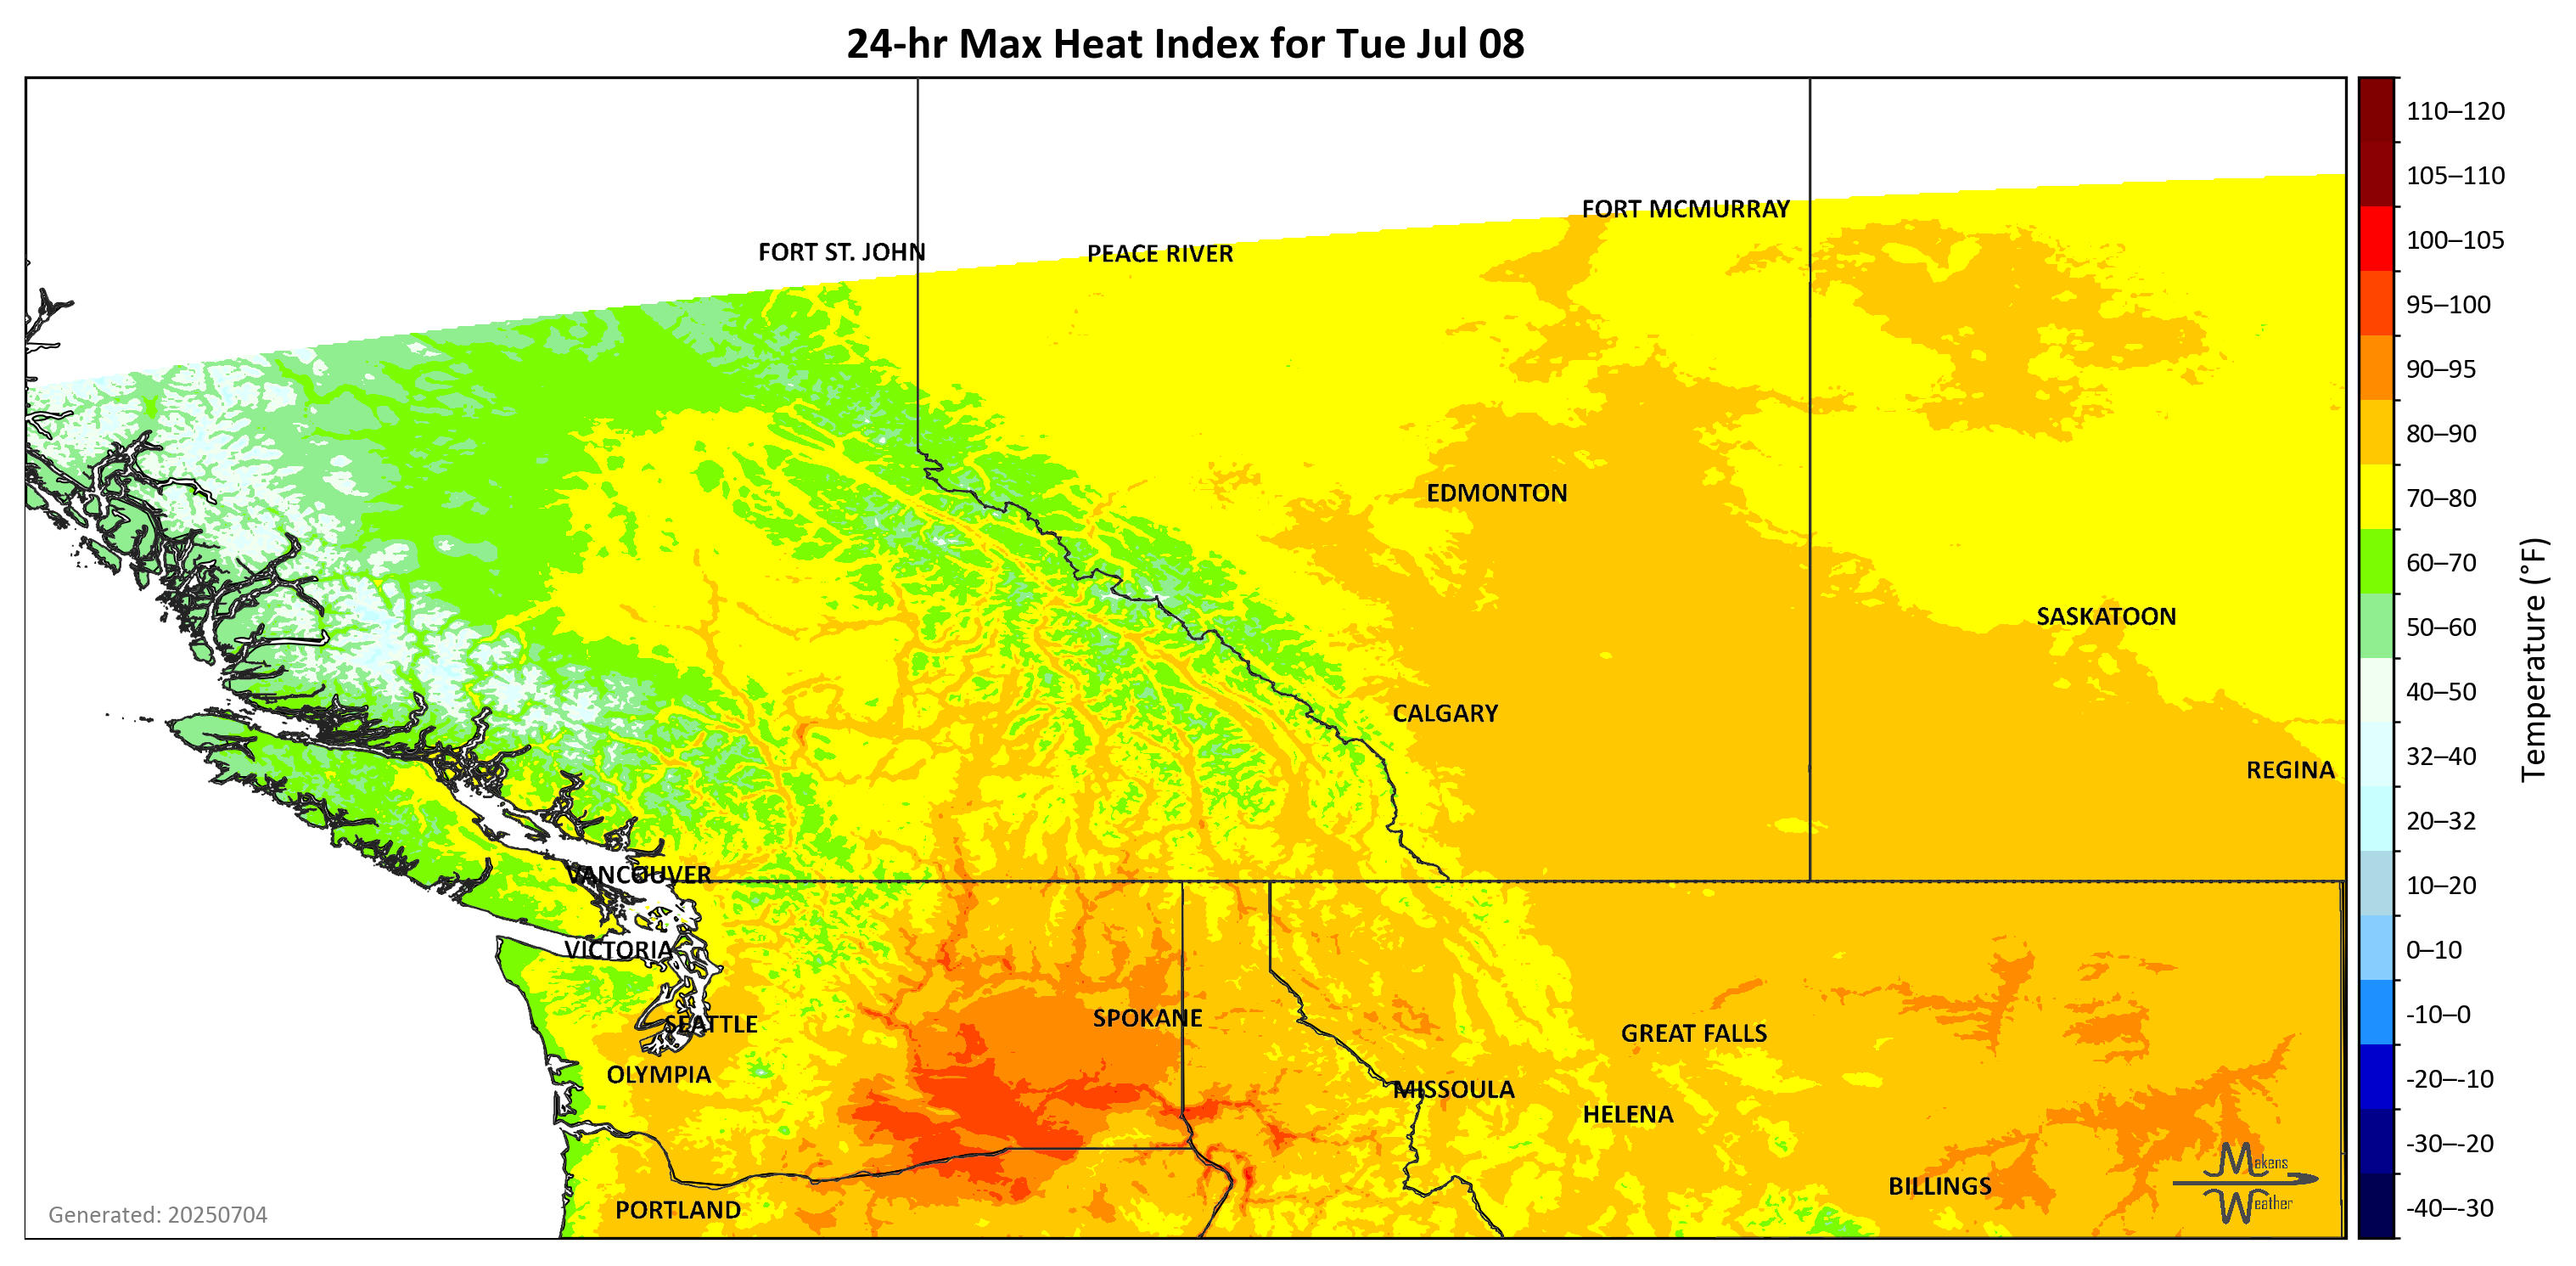 24-hr Max Heat Index for Tue Jul 08
FORT MCMURRAY
FORT ST. JOHN
PEACE RIVER
EDMONTON
SASKATOON
CALGARY
REGINA
VANCOUVER
VICTORIA
SEATTLE
SPOKANE
GREAT FALLS
OLYMPIA
MISSOULA
HELENA
BILLINGS
PORTLAND
Generated: 20250704
Makens
Weather
110–120
105–110
100–105
95–100
90–95
80–90
70–80
60–70
50–60
40–50
32–40
20–32
10–20
0–10
-10–0
-20–-10
-30–-20
-40–-30
Temperature (°F)